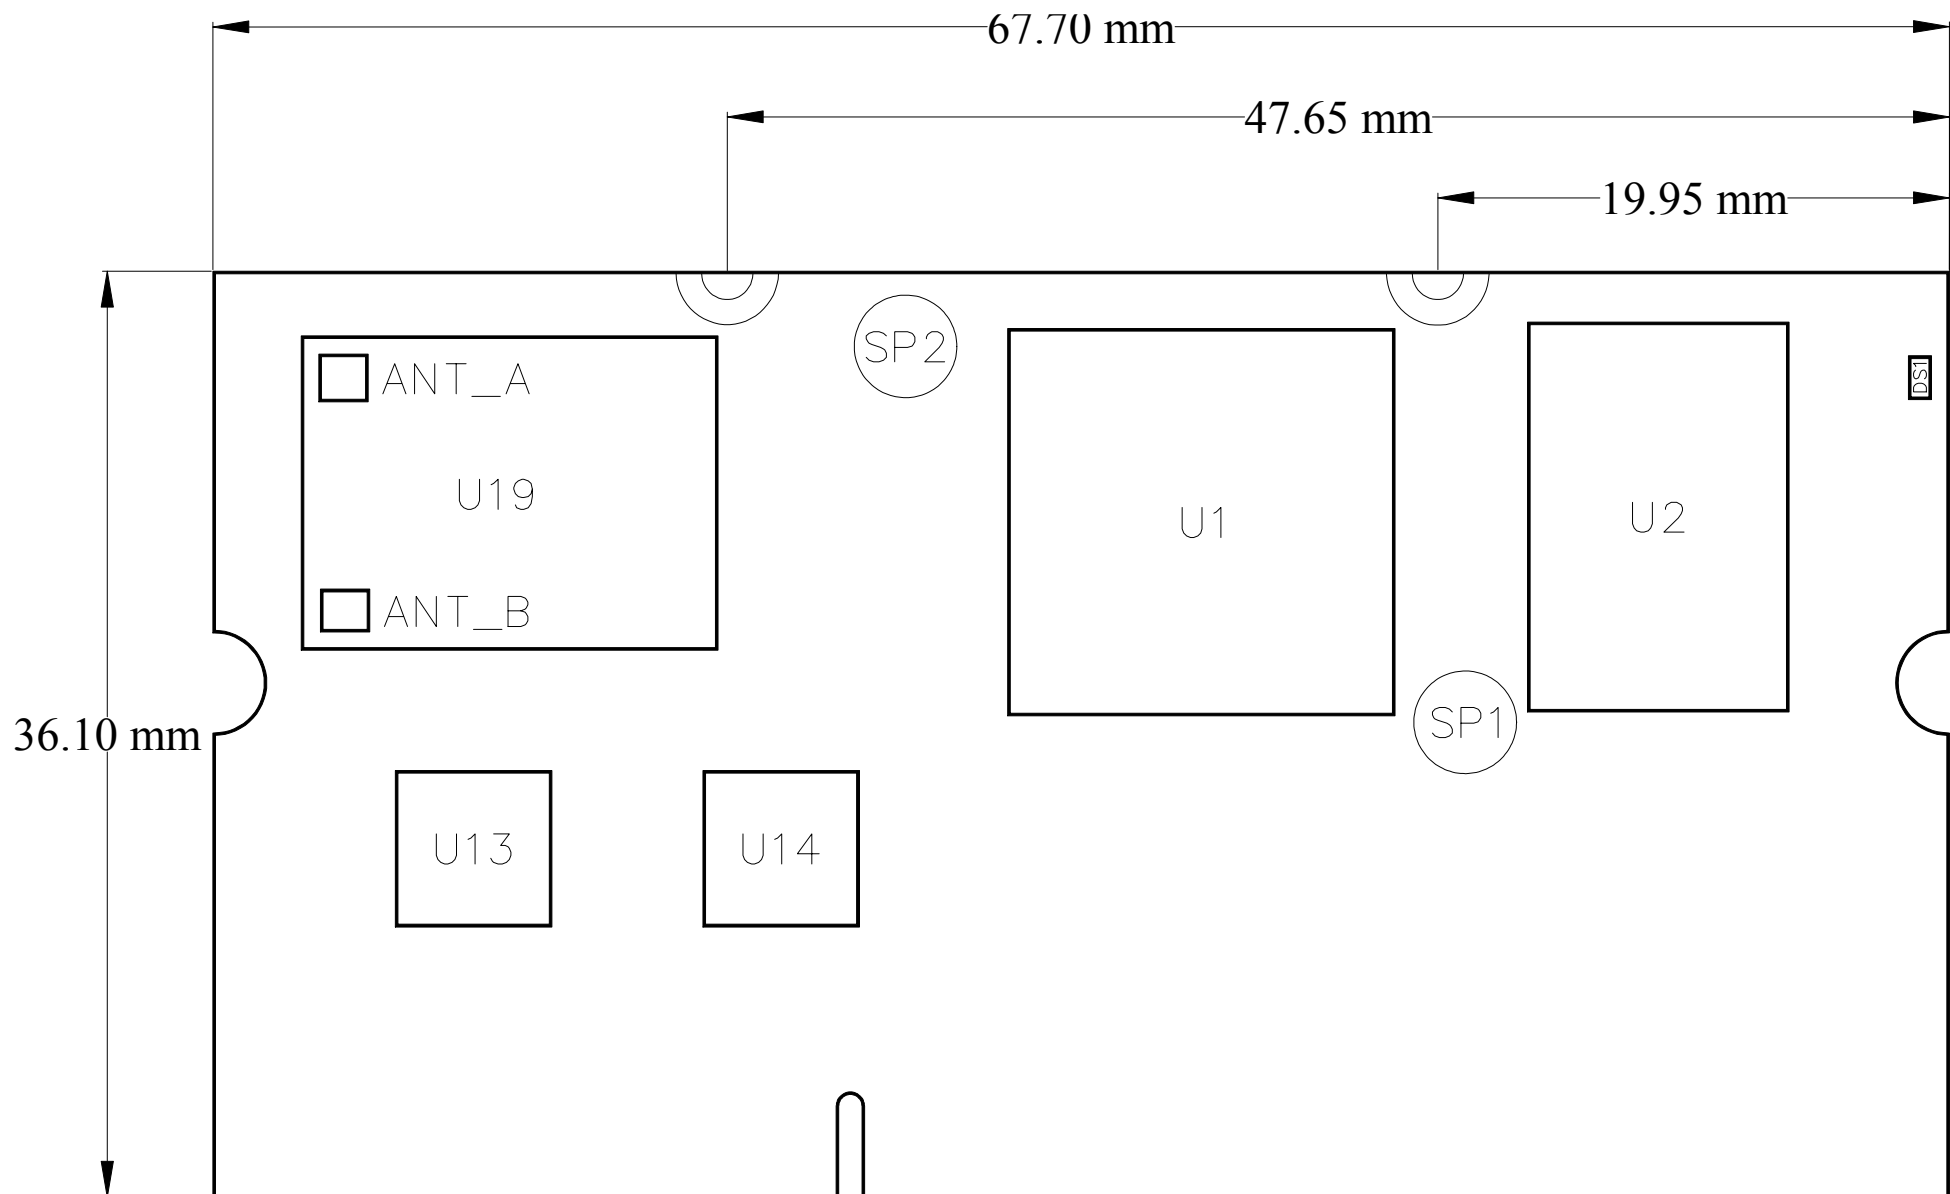 67.70 mm
47.65 mm
19.95 mm
SP2
ANT_A
DS1
U19
U1
U2
ANT_B
SP1
36.10 mm
U13
U14